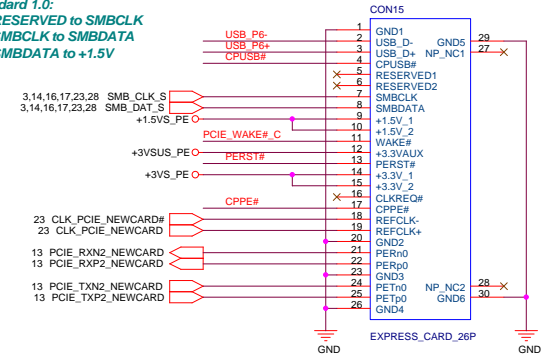 dard 1.0:
RESERVED to SMBCLK
SMBCLK to SMBDATA
SMBDATA to +1.5V
CON15
1 GND1
USB_P6- 2 USB_D- GND5 29
USB_P6+ 3 USB_D+ NP_NC1 27
CPUSB# 4 CPUSB#
5 RESERVED1
6 RESERVED2
3,14,16,17,23,28 SMB_CLK_S 7 SMBCLK
3,14,16,17,23,28 SMB_DAT_S 8 SMBDATA
+1.5VS_PE 9 +1.5V_1
10 +1.5V_2
PCIE_WAKE#_C 11 WAKE#
+3VSUS_PE 12 +3.3VAUX
PERST# 13 PERST#
+3VS_PE 14 +3.3V_1
15 +3.3V_2
16 CLKREQ#
CPPE# 17 CPPE#
23 CLK_PCIE_NEWCARD# 18 REFCLK-
23 CLK_PCIE_NEWCARD 19 REFCLK+
20 GND2
13 PCIE_RXN2_NEWCARD 21 PERn0
13 PCIE_RXP2_NEWCARD 22 PERp0
23 GND3
13 PCIE_TXN2_NEWCARD 24 PETn0 NP_NC2 28
13 PCIE_TXP2_NEWCARD 25 PETp0 GND6 30
26 GND4
EXPRESS_CARD_26P
GND
GND